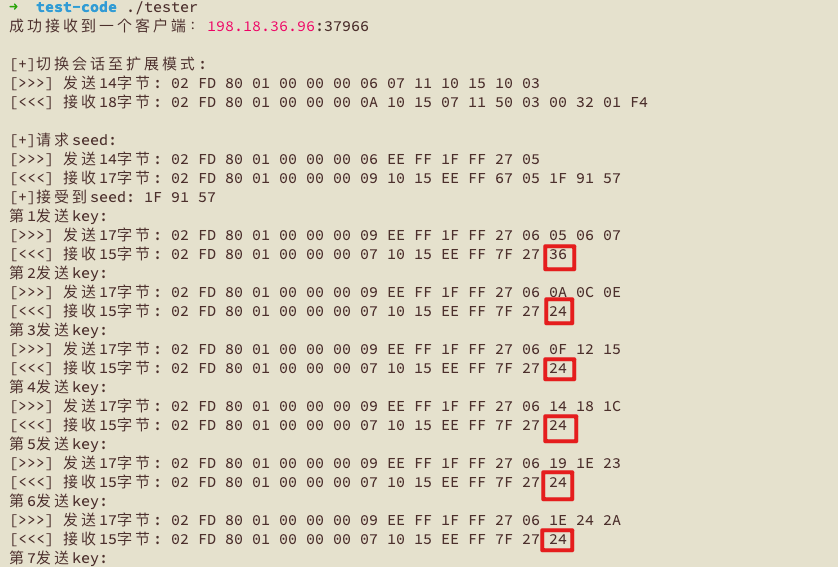 → test-code ./tester
成功接收到一个客户端: 198.18.36.96:37966
[+]切换会话至扩展模式:
[>>>] 发送14字节: 02 FD 80 01 00 00 00 06 07 11 10 15 10 03
[<<<] 接收18字节: 02 FD 80 01 00 00 00 0A 10 15 07 11 50 03 00 32 01 F4
[+]请求seed:
[>>>] 发送14字节: 02 FD 80 01 00 00 00 06 EE FF 1F FF 27 05
[<<<] 接收17字节: 02 FD 80 01 00 00 00 09 10 15 EE FF 67 05 1F 91 57
[+]接受到seed: 1F 91 57
第1发送key:
[>>>] 发送17字节: 02 FD 80 01 00 00 00 09 EE FF 1F FF 27 06 05 06 07
[<<<] 接收15字节: 02 FD 80 01 00 00 00 07 10 15 EE FF 7F 27 36
第2发送key:
[>>>] 发送17字节: 02 FD 80 01 00 00 00 09 EE FF 1F FF 27 06 0A 0C 0E
[<<<] 接收15字节: 02 FD 80 01 00 00 00 07 10 15 EE FF 7F 27 24
第3发送key:
[>>>] 发送17字节: 02 FD 80 01 00 00 00 09 EE FF 1F FF 27 06 0F 12 15
[<<<] 接收15字节: 02 FD 80 01 00 00 00 07 10 15 EE FF 7F 27 24
第4发送key:
[>>>] 发送17字节: 02 FD 80 01 00 00 00 09 EE FF 1F FF 27 06 14 18 1C
[<<<] 接收15字节: 02 FD 80 01 00 00 00 07 10 15 EE FF 7F 27 24
第5发送key:
[>>>] 发送17字节: 02 FD 80 01 00 00 00 09 EE FF 1F FF 27 06 19 1E 23
[<<<] 接收15字节: 02 FD 80 01 00 00 00 07 10 15 EE FF 7F 27 24
第6发送key:
[>>>] 发送17字节: 02 FD 80 01 00 00 00 09 EE FF 1F FF 27 06 1E 24 2A
[<<<] 接收15字节: 02 FD 80 01 00 00 00 07 10 15 EE FF 7F 27 24
第7发送key: